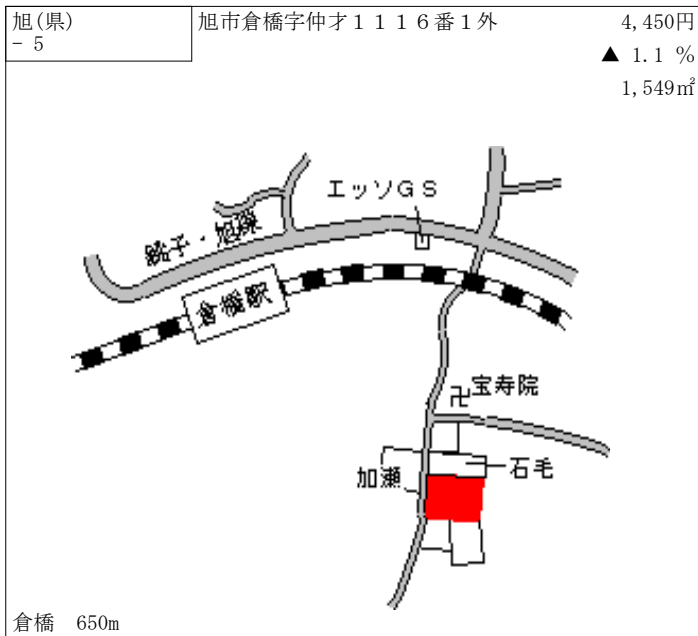 旭(県)
- 5
旭市倉橋字仲才１１１６番１外
4,450円
▲ 1.1 %
1,549㎡
エッソＧＳ
銚子・旭線
倉橋駅
卍宝寿院
石毛
加瀬
倉橋 650m